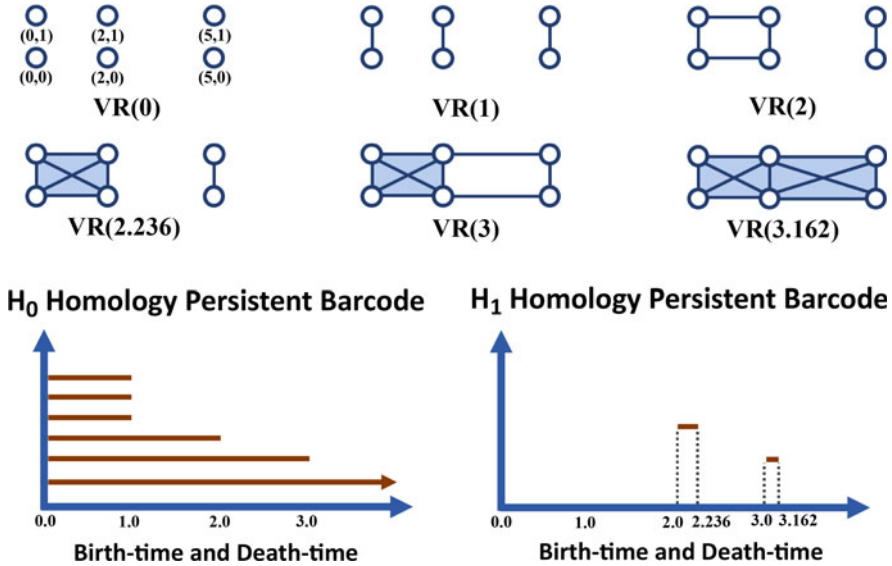 (0,1) (2,1) (5,1)
(0,0) (2,0) (5,0)
VR(0) VR(1) VR(2)
VR(2.236) VR(3) VR(3.162)
H₀ Homology Persistent Barcode
0.0 1.0 2.0 3.0
Birth-time and Death-time
H₁ Homology Persistent Barcode
0.0 1.0 2.0 2.236 3.0 3.162
Birth-time and Death-time